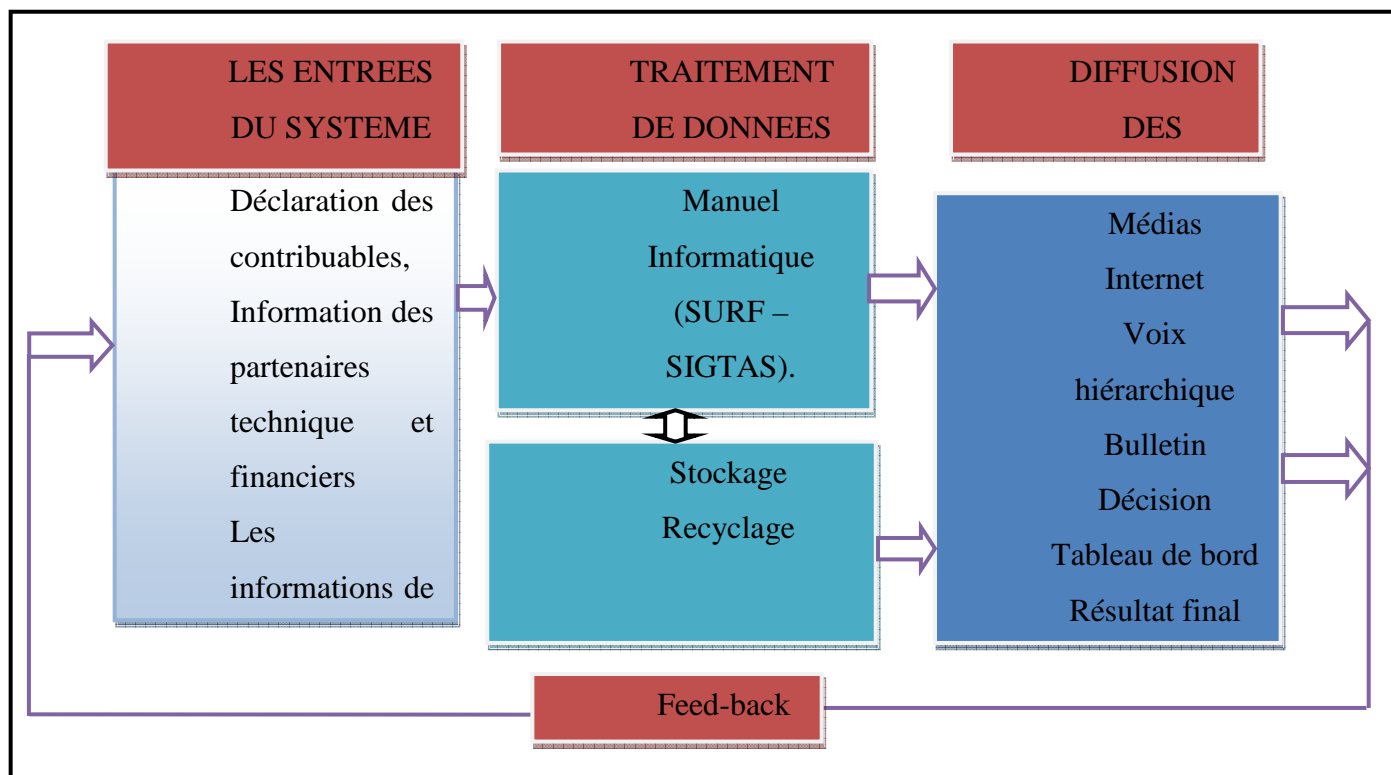 LES ENTREES
DU SYSTEME
Déclaration des
contribuables,
Information des
partenaires
technique et
financiers
Les
informations de
TRAITEMENT
DE DONNEES
Manuel
Informatique
(SURF –
SIGTAS).
Stockage
Recyclage
DIFFUSION
DES
Médias
Internet
Voix
hiérarchique
Bulletin
Décision
Tableau de bord
Résultat final
Feed-back